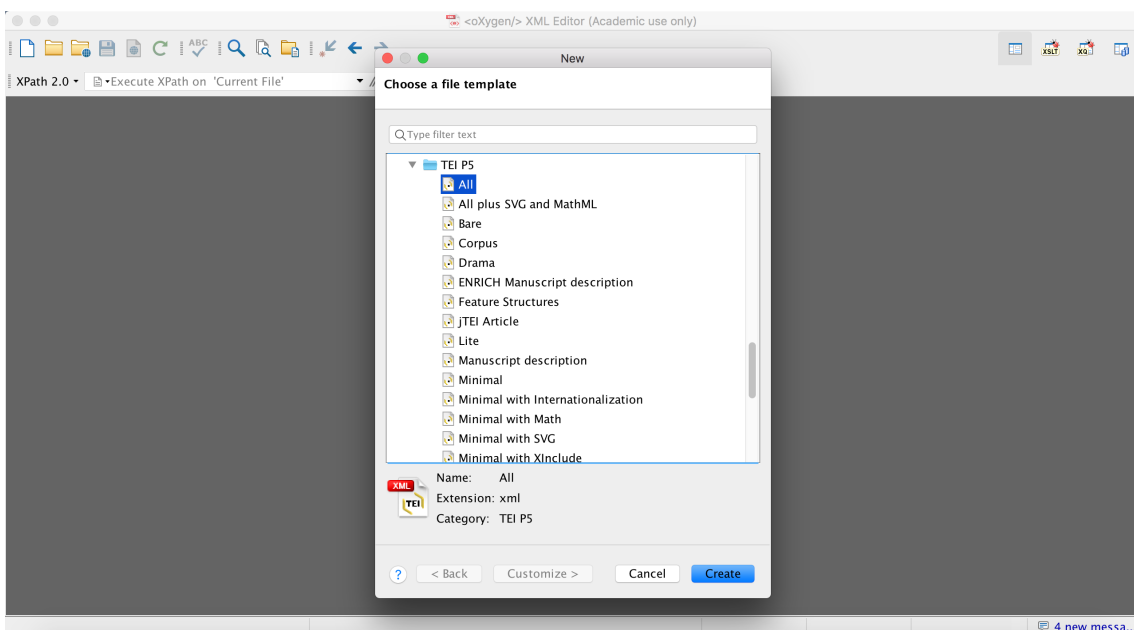 <oXygen/> XML Editor (Academic use only)
ABC
XSLT
XQ
New
XPath 2.0
Execute XPath on 'Current File'
Choose a file template
Type filter text
TEI P5
All
All plus SVG and MathML
Bare
Corpus
Drama
ENRICH Manuscript description
Feature Structures
jTEI Article
Lite
Manuscript description
Minimal
Minimal with Internationalization
Minimal with Math
Minimal with SVG
Minimal with XInclude
XML
TEI
Name: All
Extension: xml
Category: TEI P5
? < Back Customize > Cancel Create
4 new messa...